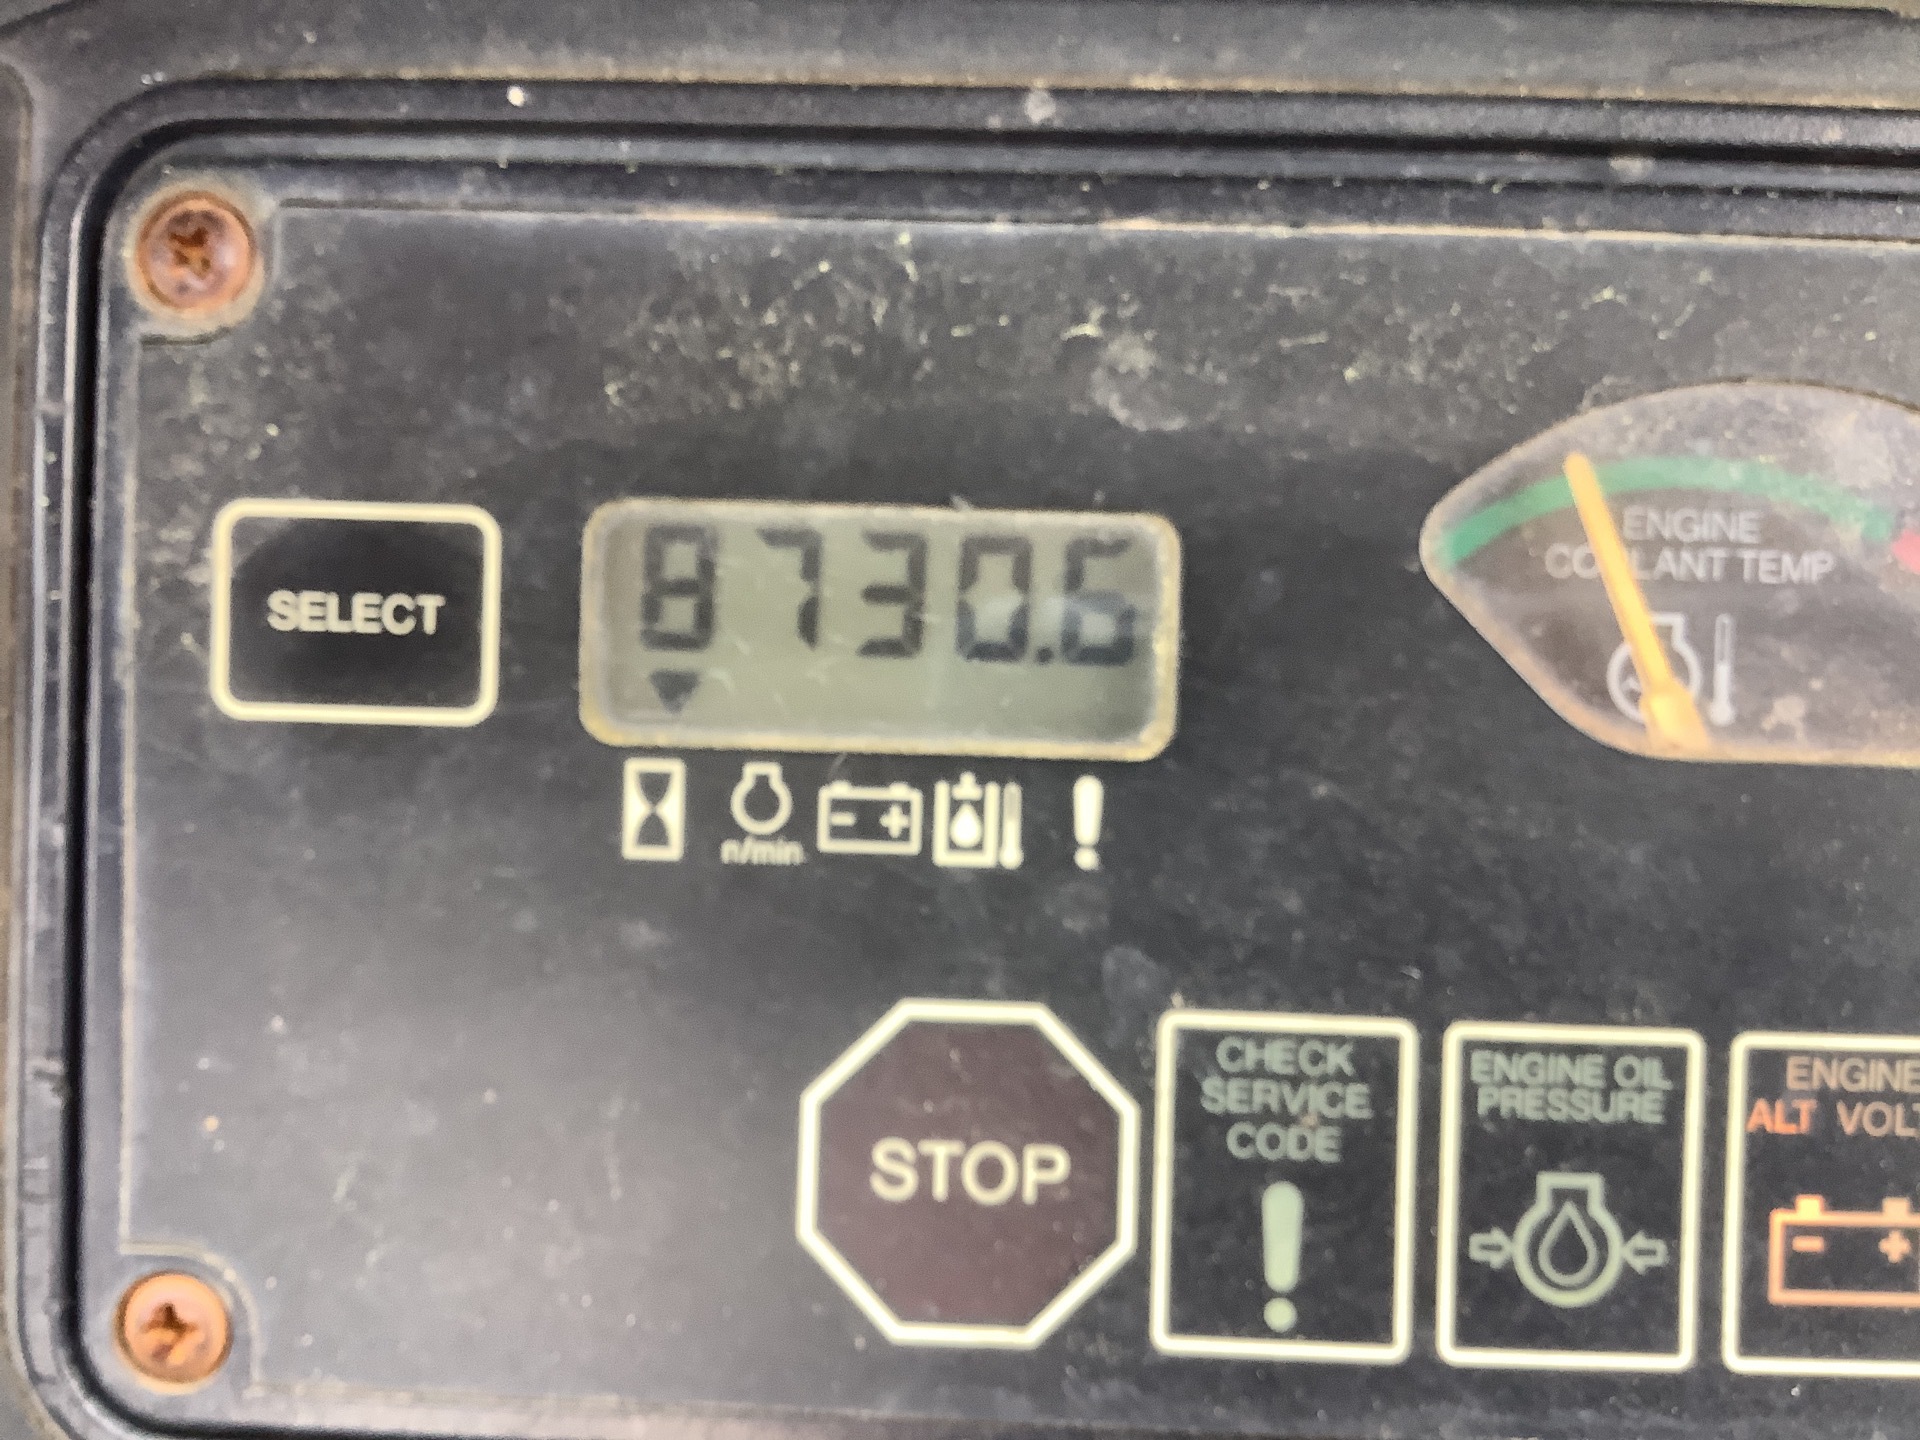 SELECT
8730.6
n/min
ENGINE
COOLANT TEMP
STOP
CHECK
SERVICE
CODE
ENGINE OIL
PRESSURE
ENGINE
ALT VOLT